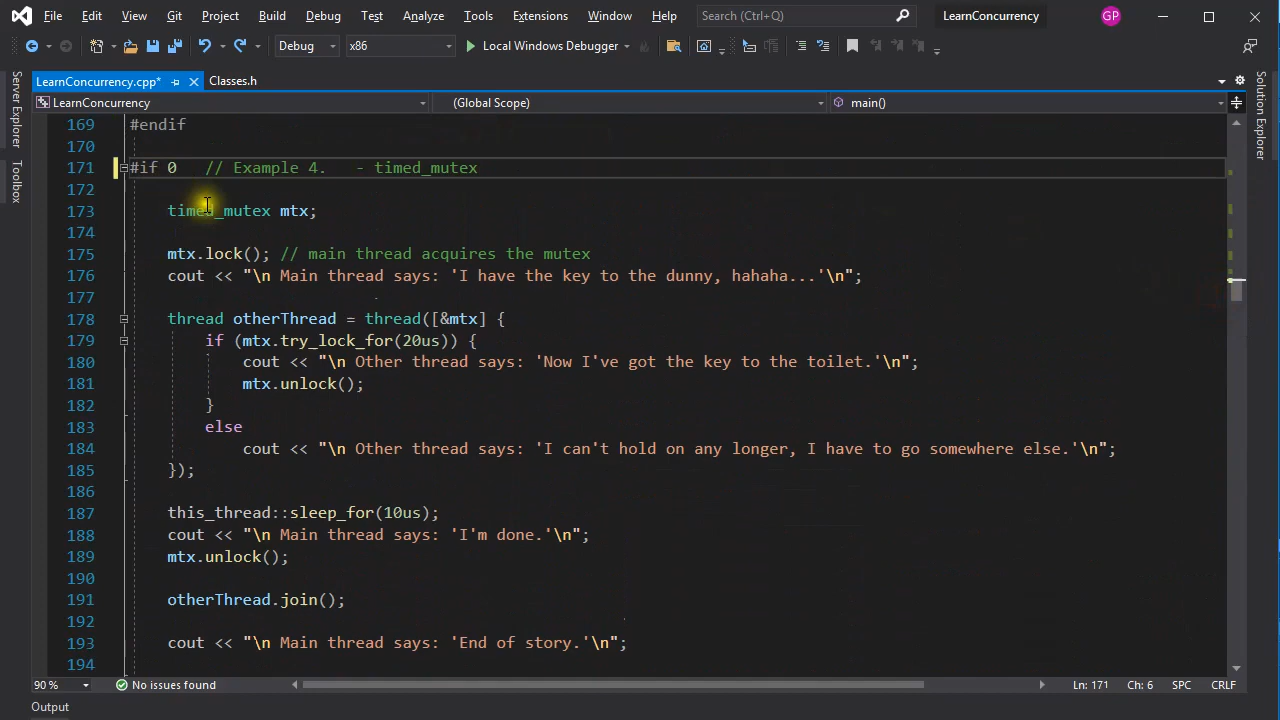 File Edit View Git Project Build Debug Test Analyze Tools Extensions Window Help Search (Ctrl+Q) LearnConcurrency GP
Debug x86 Local Windows Debugger
LearnConcurrency.cpp* Classes.h
LearnConcurrency (Global Scope) main()
Server Explorer
Toolbox
Solution Explorer
169 #endif
170
171 #if 0 // Example 4. - timed_mutex
172
173 timed_mutex mtx;
174
175 mtx.lock(); // main thread acquires the mutex
176 cout << "\n Main thread says: 'I have the key to the dunny, hahaha...'\n";
177
178 thread otherThread = thread([&mtx] {
179 if (mtx.try_lock_for(20us)) {
180 cout << "\n Other thread says: 'Now I've got the key to the toilet.'\n";
181 mtx.unlock();
182 }
183 else
184 cout << "\n Other thread says: 'I can't hold on any longer, I have to go somewhere else.'\n";
185 });
186
187 this_thread::sleep_for(10us);
188 cout << "\n Main thread says: 'I'm done.'\n";
189 mtx.unlock();
190
191 otherThread.join();
192
193 cout << "\n Main thread says: 'End of story.'\n";
194
90 % No issues found Ln: 171 Ch: 6 SPC CRLF
Output